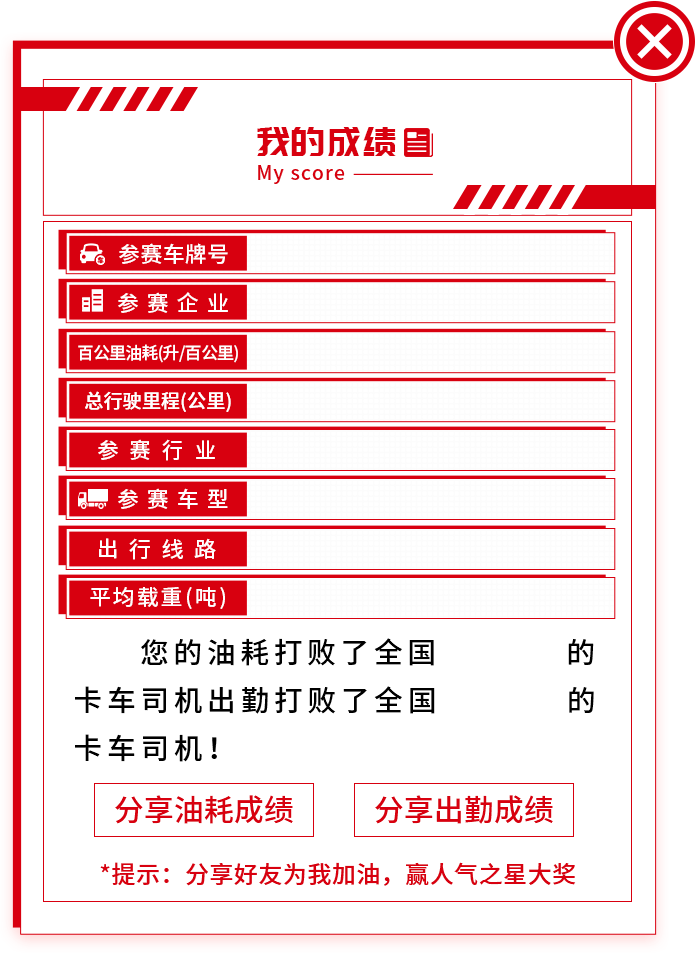 我的成绩
My score
参赛车牌号
参赛企业
百公里油耗(升/百公里)
总行驶里程(公里)
参赛行业
参赛车型
出行线路
平均载重(吨)
您的油耗打败了全国 的
卡车司机出勤打败了全国 的
卡车司机！
分享油耗成绩 分享出勤成绩
*提示：分享好友为我加油，赢人气之星大奖